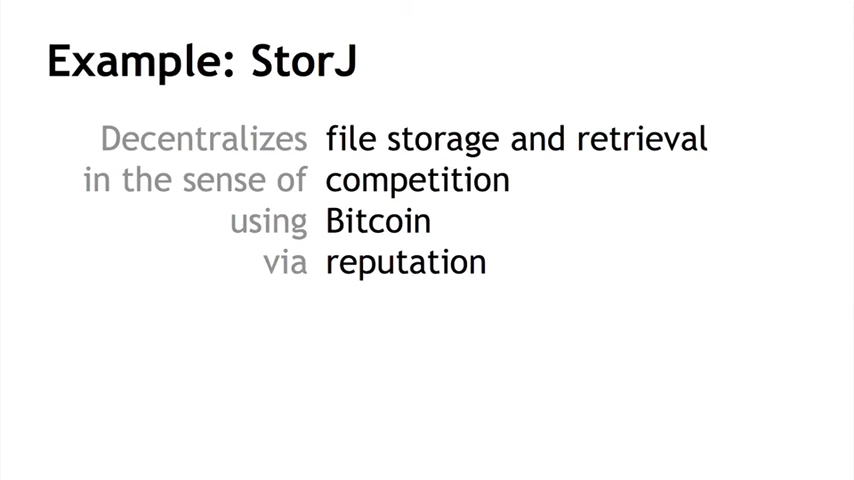 Example: StorJ
Decentralizes file storage and retrieval
in the sense of competition
using Bitcoin
via reputation